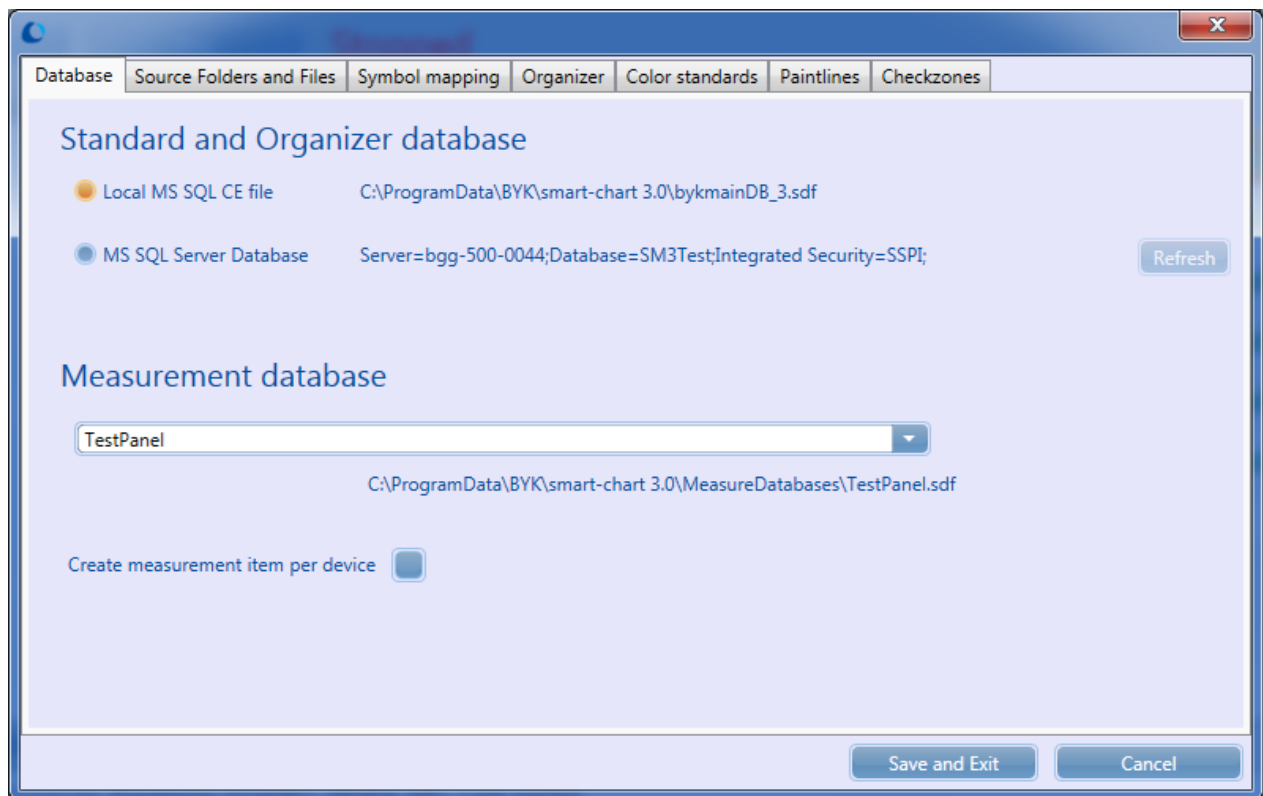 Stopped
Database Source Folders and Files Symbol mapping Organizer Color standards Paintlines Checkzones
Standard and Organizer database
Local MS SQL CE file C:\ProgramData\BYK\smart-chart 3.0\bykmainDB_3.sdf
MS SQL Server Database Server=bgg-500-0044;Database=SM3Test;Integrated Security=SSPI; Refresh
Measurement database
TestPanel
C:\ProgramData\BYK\smart-chart 3.0\MeasureDatabases\TestPanel.sdf
Create measurement item per device
Save and Exit Cancel